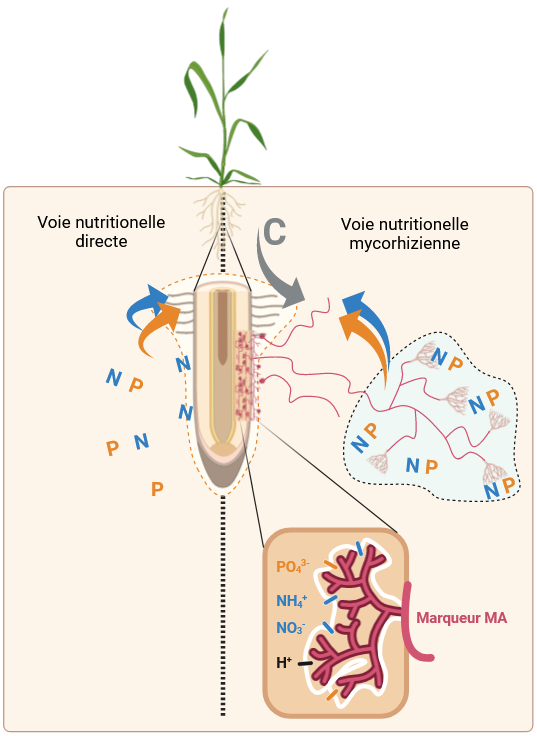 Voie nutritionelle
directe
C
Voie nutritionelle
mycorhizienne
N
N P
N P
N
N P
P N
N P
N P
P
N P
PO₄³⁻
NH₄⁺
NO₃⁻
H⁺
Marqueur MA